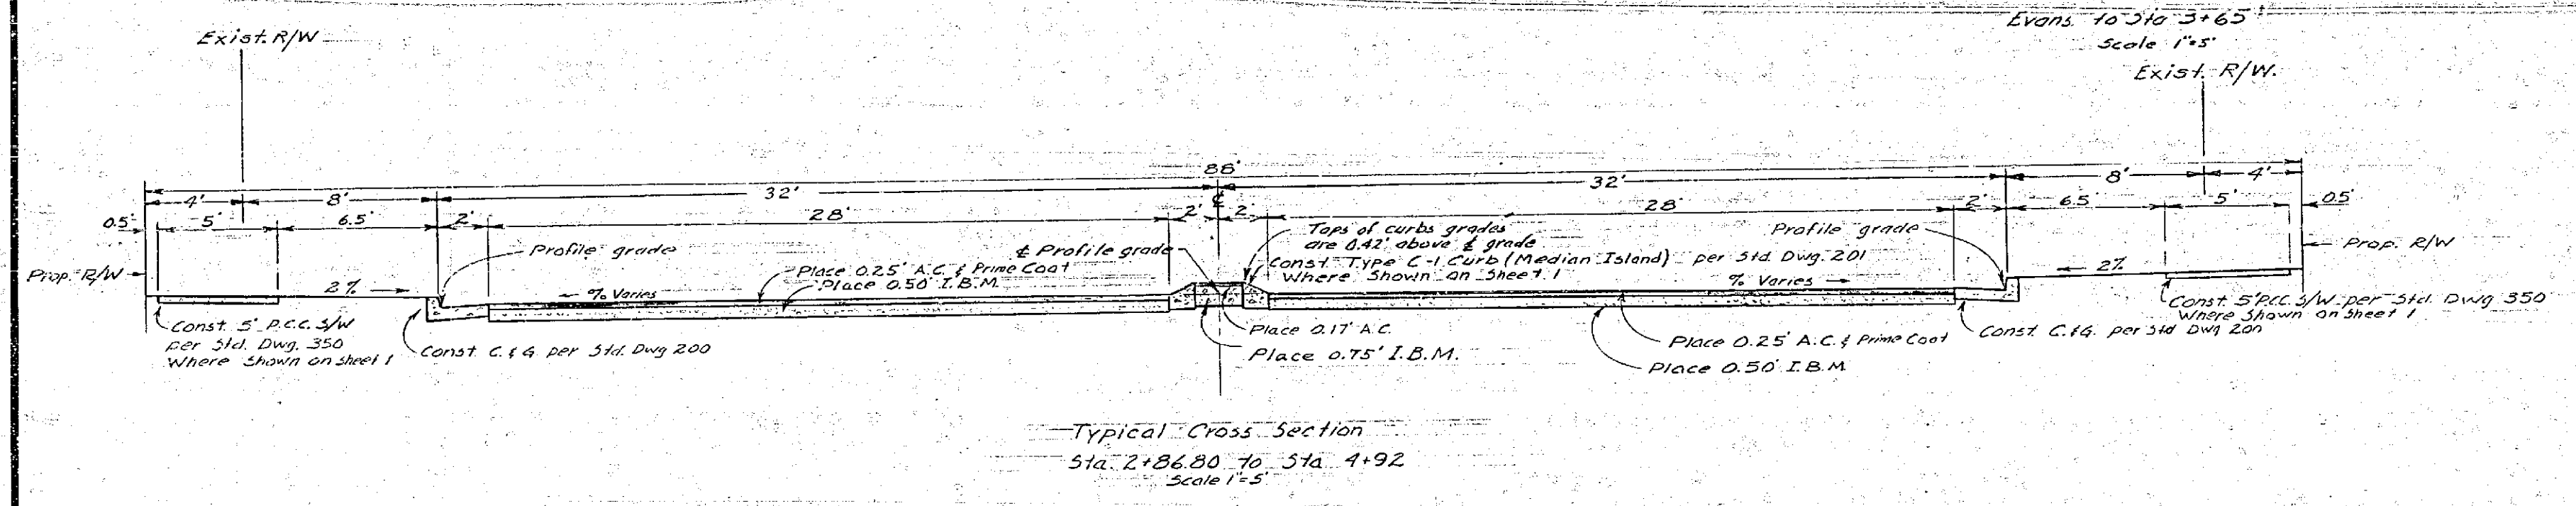 Evans to Sta 3+65
Scale 1"=5'
Exist. R/W
Exist. R/W.
88'
32'
32'
4'
8'
8'
4'
0.5'
5'
6.5'
2'
28'
2'
℄
2'
28'
2'
6.5'
5'
0.5'
Profile grade
℄ Profile grade
Tops of curbs grades
are 0.42' above ℄ grade
Const. Type C-1 Curb (Median Island) per Std. Dwg. 201
Where Shown on Sheet 1
Profile grade
Prop. R/W
Prop. R/W
2%
% Varies
Place 0.25' A.C. & Prime Coat
Place 0.50' I.B.M.
% Varies
2%
Const. 5' P.C.C. S/W
per Std. Dwg. 350
Where Shown on Sheet 1
Const. C. & G. per Std. Dwg 200
Place 0.17' A.C.
Place 0.75' I.B.M.
Place 0.25' A.C. & Prime Coat
Place 0.50' I.B.M.
Const. C. & G. per Std Dwg 200
Const. 5' P.C.C. S/W per Std. Dwg 350
Where Shown on Sheet 1
Typical Cross Section
Sta. 2+86.80 to Sta 4+92
Scale 1"=5'